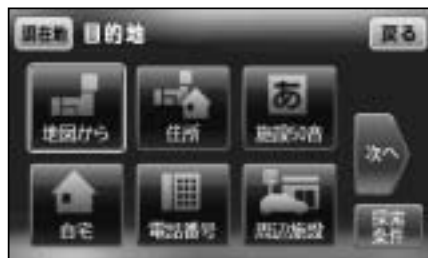 現在地 目的地 戻る
地図から 住所 あ 施設50音
次へ
自宅 電話番号 周辺施設
探索
条件